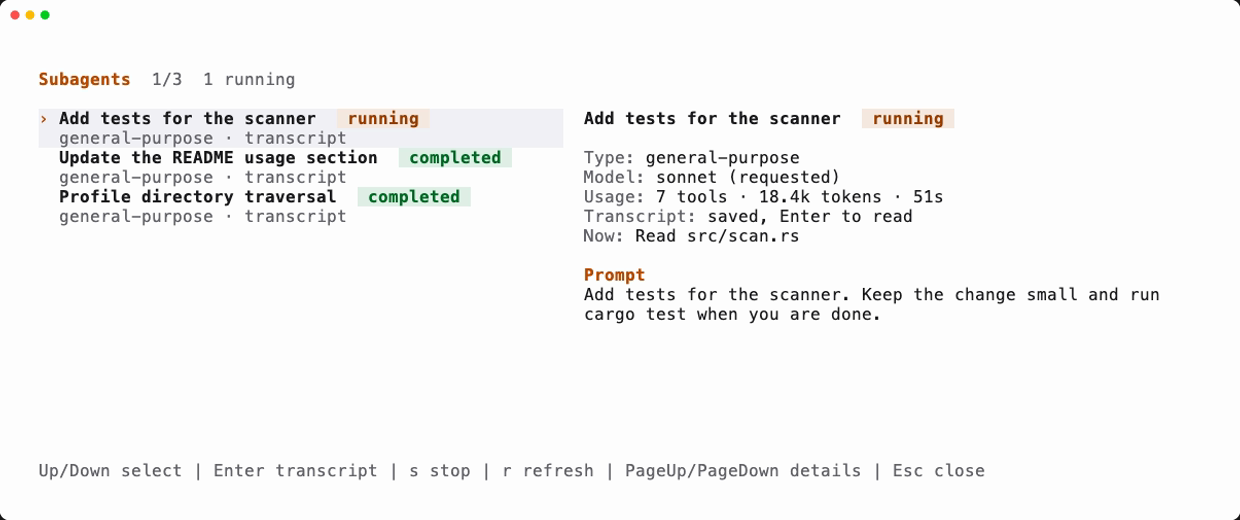 Subagents  1/3  1 running
› Add tests for the scanner  running
general-purpose · transcript
Update the README usage section  completed
general-purpose · transcript
Profile directory traversal  completed
general-purpose · transcript
Add tests for the scanner  running
Type: general-purpose
Model: sonnet (requested)
Usage: 7 tools · 18.4k tokens · 51s
Transcript: saved, Enter to read
Now: Read src/scan.rs
Prompt
Add tests for the scanner. Keep the change small and run
cargo test when you are done.
Up/Down select | Enter transcript | s stop | r refresh | PageUp/PageDown details | Esc close